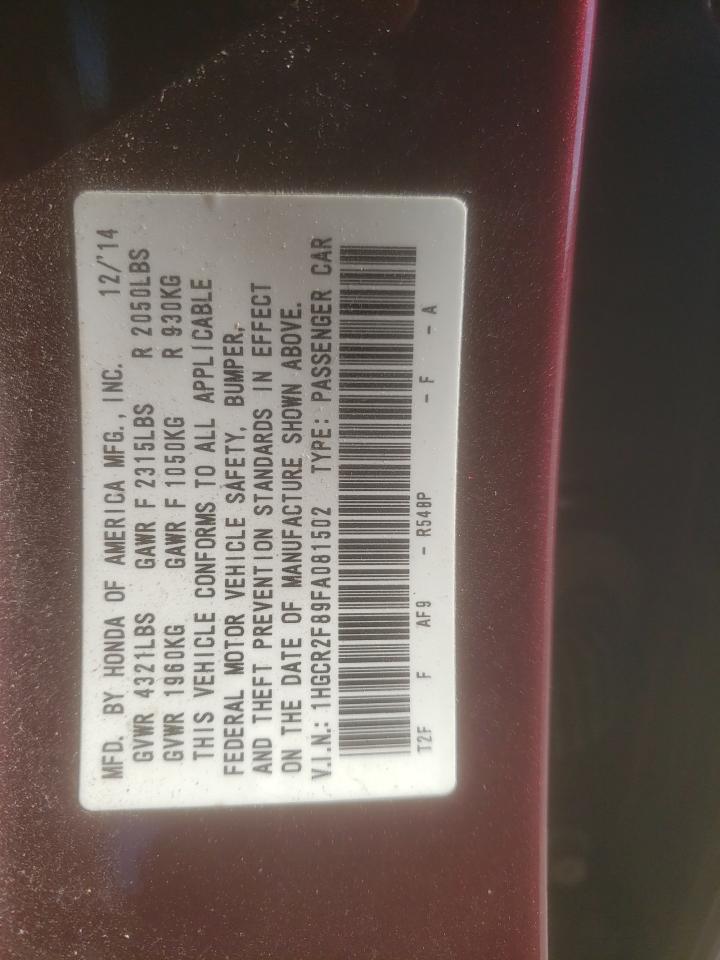 MFD. BY HONDA OF AMERICA MFG., INC. 12/'14
GVWR 4321LBS GAWR F 2315LBS R 2050LBS
GVWR 1960KG GAWR F 1050KG R 930KG
THIS VEHICLE CONFORMS TO ALL APPLICABLE
FEDERAL MOTOR VEHICLE SAFETY, BUMPER,
AND THEFT PREVENTION STANDARDS IN EFFECT
ON THE DATE OF MANUFACTURE SHOWN ABOVE.
V.I.N.: 1HGCR2F89FA081502 TYPE: PASSENGER CAR
T2F F AF9 - R548P - F - A